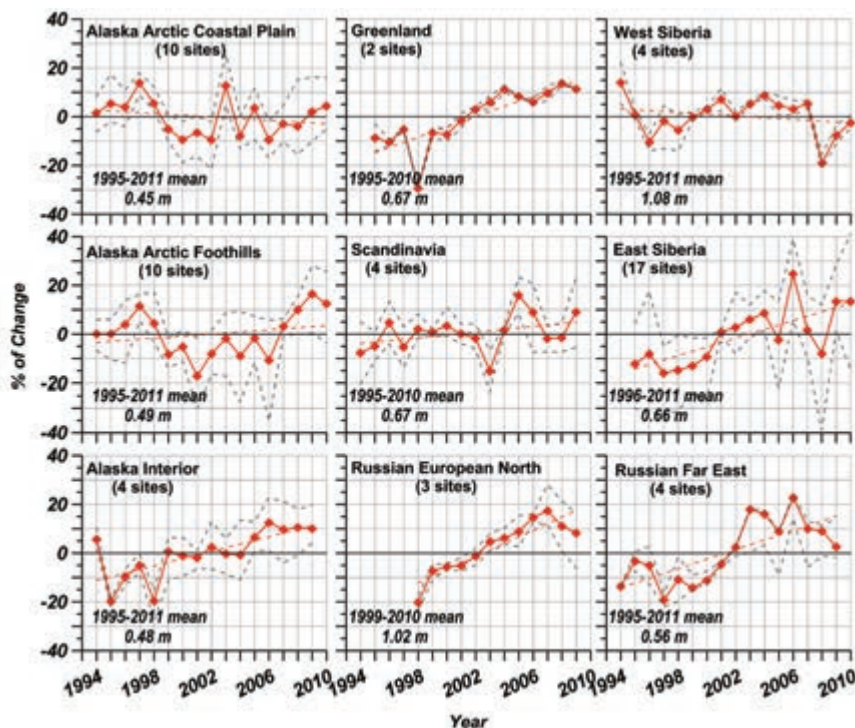 Alaska Arctic Coastal Plain
(10 sites)
1995-2011 mean
0.45 m
Greenland
(2 sites)
1995-2010 mean
0.67 m
West Siberia
(4 sites)
1995-2011 mean
1.08 m
40
20
0
-20
40
Alaska Arctic Foothills
(10 sites)
1995-2011 mean
0.49 m
Scandinavia
(4 sites)
1995-2010 mean
0.67 m
East Siberia
(17 sites)
1996-2011 mean
0.66 m
% of Change
20
0
-20
-40
Alaska Interior
(4 sites)
1995-2011 mean
0.48 m
Russian European North
(3 sites)
1999-2010 mean
1.02 m
Russian Far East
(4 sites)
1995-2011 mean
0.56 m
20
0
-20
-40
1994 1998 2002 2006 2010
1994 1998 2002 2006 2010
1994 1998 2002 2006 2010
Year